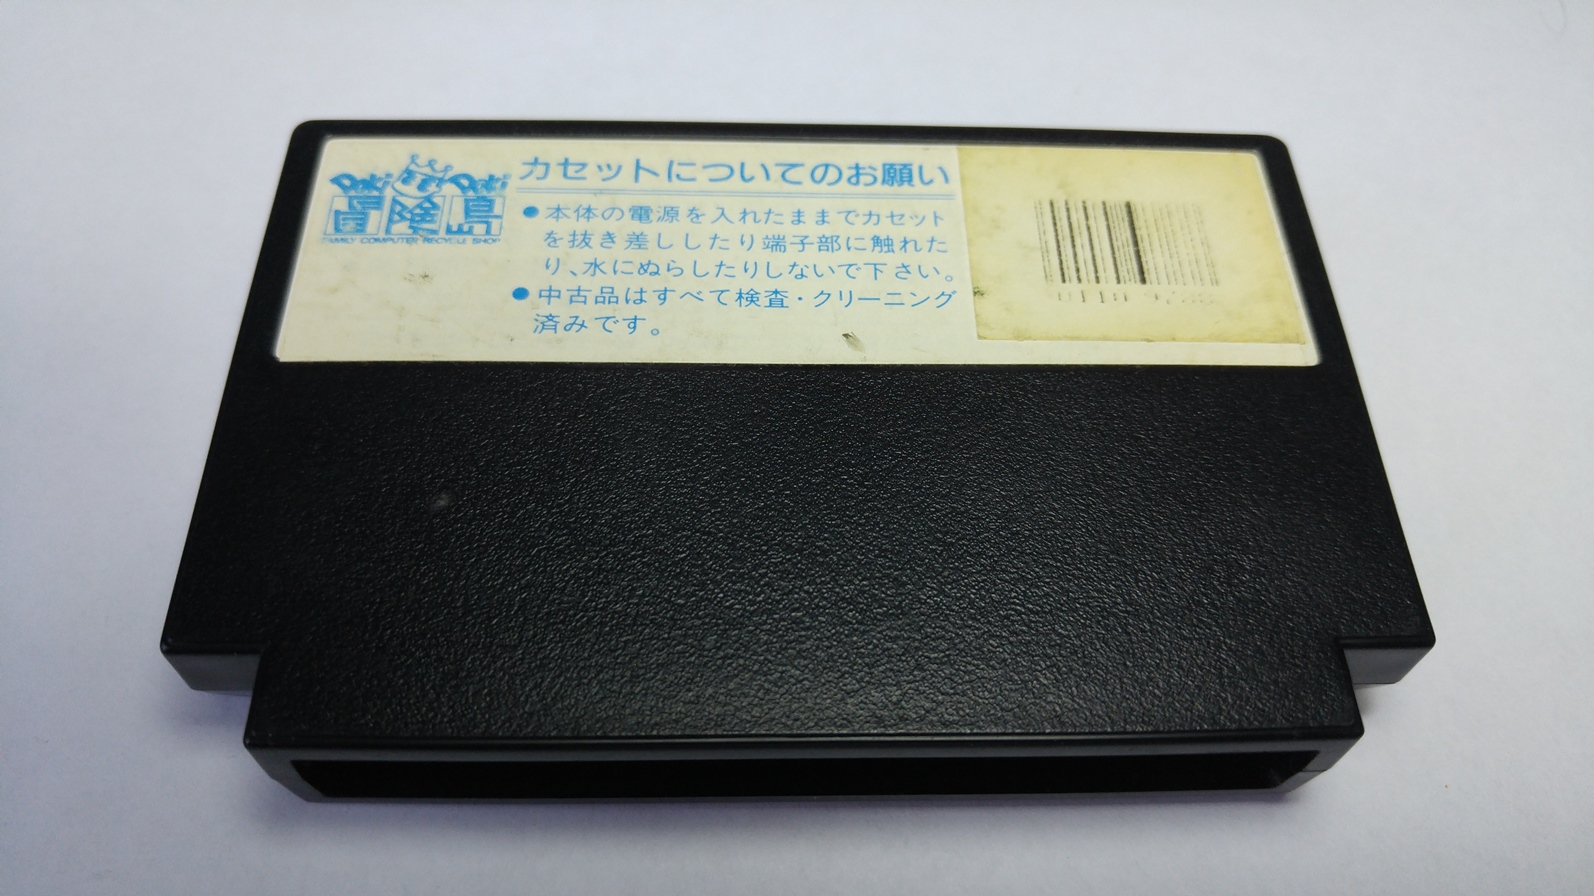 Doki Doki
冒険島
FAMILY COMPUTER RECYCLE SHOP
カセットについてのお願い
●本体の電源を入れたままでカセット
を抜き差ししたり端子部に触れた
り、水にぬらしたりしないで下さい。
●中古品はすべて検査・クリーニング
済みです。